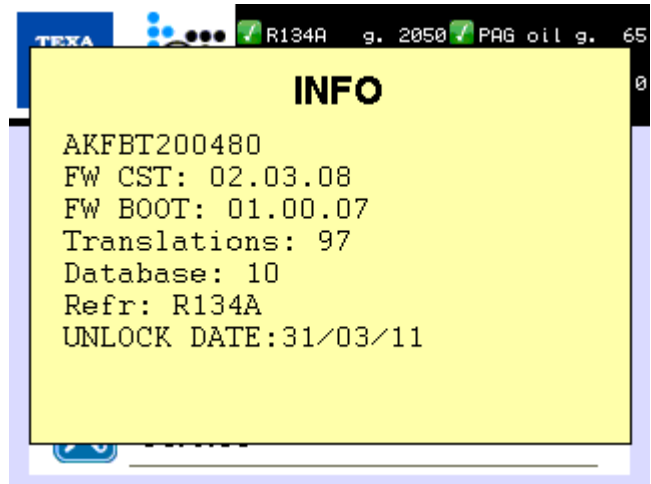 TEXA
R134A g. 2050 PAG oil g. 65
0
INFO
AKFBT200480
FW CST: 02.03.08
FW BOOT: 01.00.07
Translations: 97
Database: 10
Refr: R134A
UNLOCK DATE:31/03/11